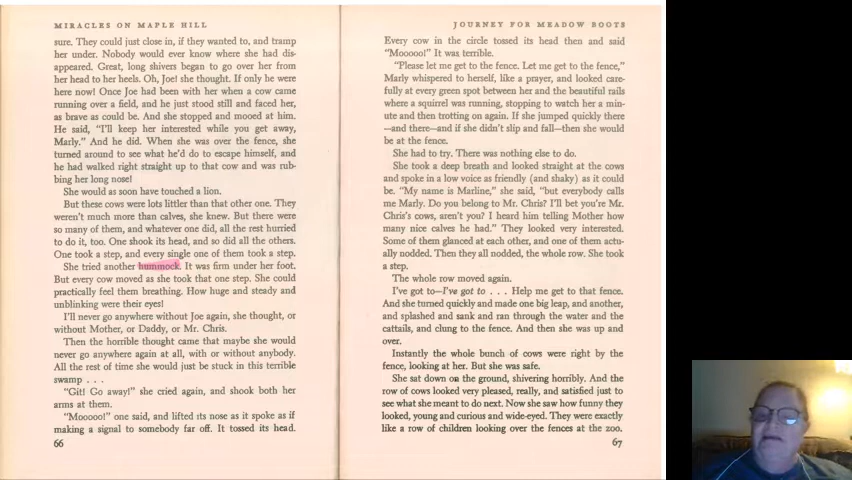 MIRACLES ON MAPLE HILL
sure. They could just close in, if they wanted to, and tramp
her under. Nobody would ever know where she had dis-
appeared. Great, long shivers began to go over her from
her head to her heels. Oh, Joe! she thought. If only he were
here now! Once Joe had been with her when a cow came
running over a field, and he just stood still and faced her,
as brave as could be. And she stopped and mooed at him.
He said, “I’ll keep her interested while you get away,
Marly.” And he did. When she was over the fence, she
turned around to see what he’d do to escape himself, and
he had walked right straight up to that cow and was rub-
bing her long nose!
She would as soon have touched a lion.
But these cows were lots littler than that other one. They
weren’t much more than calves, she knew. But there were
so many of them, and whatever one did, all the rest hurried
to do it, too. One shook its head, and so did all the others.
One took a step, and every single one of them took a step.
She tried another hummock. It was firm under her foot.
But every cow moved as she took that one step. She could
practically feel them breathing. How huge and steady and
unblinking were their eyes!
I’ll never go anywhere without Joe again, she thought, or
without Mother, or Daddy, or Mr. Chris.
Then the horrible thought came that maybe she would
never go anywhere again at all, with or without anybody.
All the rest of time she would just be stuck in this terrible
swamp . . .
“Git! Go away!” she cried again, and shook both her
arms at them.
“Mooooo!” one said, and lifted its nose as it spoke as if
making a signal to somebody far off. It tossed its head.
66
JOURNEY FOR MEADOW BOOTS
Every cow in the circle tossed its head then and said
“Mooooo!” It was terrible.
“Please let me get to the fence. Let me get to the fence,”
Marly whispered to herself, like a prayer, and looked care-
fully at every green spot between her and the beautiful rails
where a squirrel was running, stopping to watch her a min-
ute and then trotting on again. If she jumped quickly there
—and there—and if she didn’t slip and fall—then she would
be at the fence.
She had to try. There was nothing else to do.
She took a deep breath and looked straight at the cows
and spoke in a low voice as friendly (and shaky) as it could
be. “My name is Marline,” she said, “but everybody calls
me Marly. Do you belong to Mr. Chris? I’ll bet you’re Mr.
Chris’s cows, aren’t you? I heard him telling Mother how
many nice calves he had.” They looked very interested.
Some of them glanced at each other, and one of them actu-
ally nodded. Then they all nodded, the whole row. She took
a step.
The whole row moved again.
I’ve got to—I’ve got to . . . Help me get to that fence.
And she turned quickly and made one big leap, and another,
and splashed and sank and ran through the water and the
cattails, and clung to the fence. And then she was up and
over.
Instantly the whole bunch of cows were right by the
fence, looking at her. But she was safe.
She sat down on the ground, shivering horribly. And the
row of cows looked very pleased, really, and satisfied just to
see what she meant to do next. Now she saw how funny they
looked, young and curious and wide-eyed. They were exactly
like a row of children looking over the fences at the zoo.
67